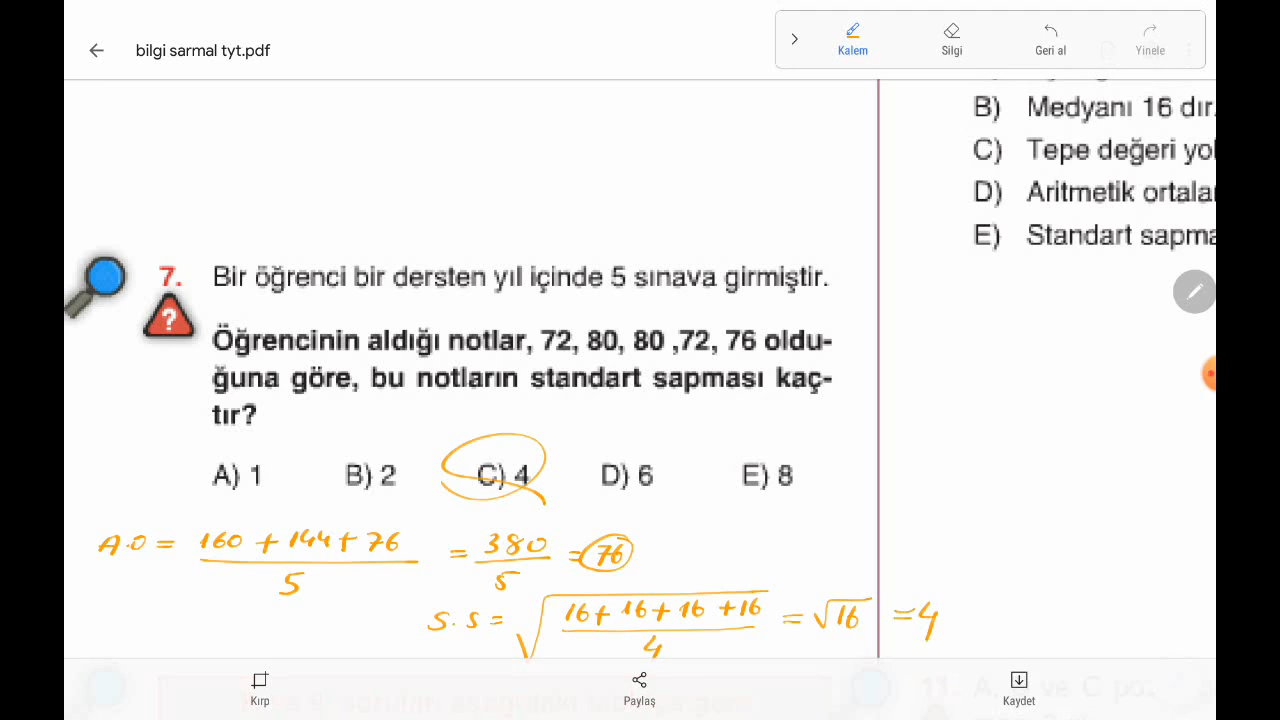 bilgi sarmal tyt.pdf
Kalem
Silgi
Geri al
Yinele
B) Medyanı 16 dır.
C) Tepe değeri yo
D) Aritmetik ortala
E) Standart sapma
7. Bir öğrenci bir dersten yıl içinde 5 sınava girmiştir.
?
Öğrencinin aldığı notlar, 72, 80, 80 ,72, 76 oldu-
ğuna göre, bu notların standart sapması kaç-
tır?
A) 1 B) 2 C) 4 D) 6 E) 8
A.O = 160 + 144 + 76 / 5 = 380 / 5 = 76
S.S = √ 16 + 16 + 16 + 16 / 4 = √16 = 4
Kırp
Paylaş
Kaydet
11. A, ve C